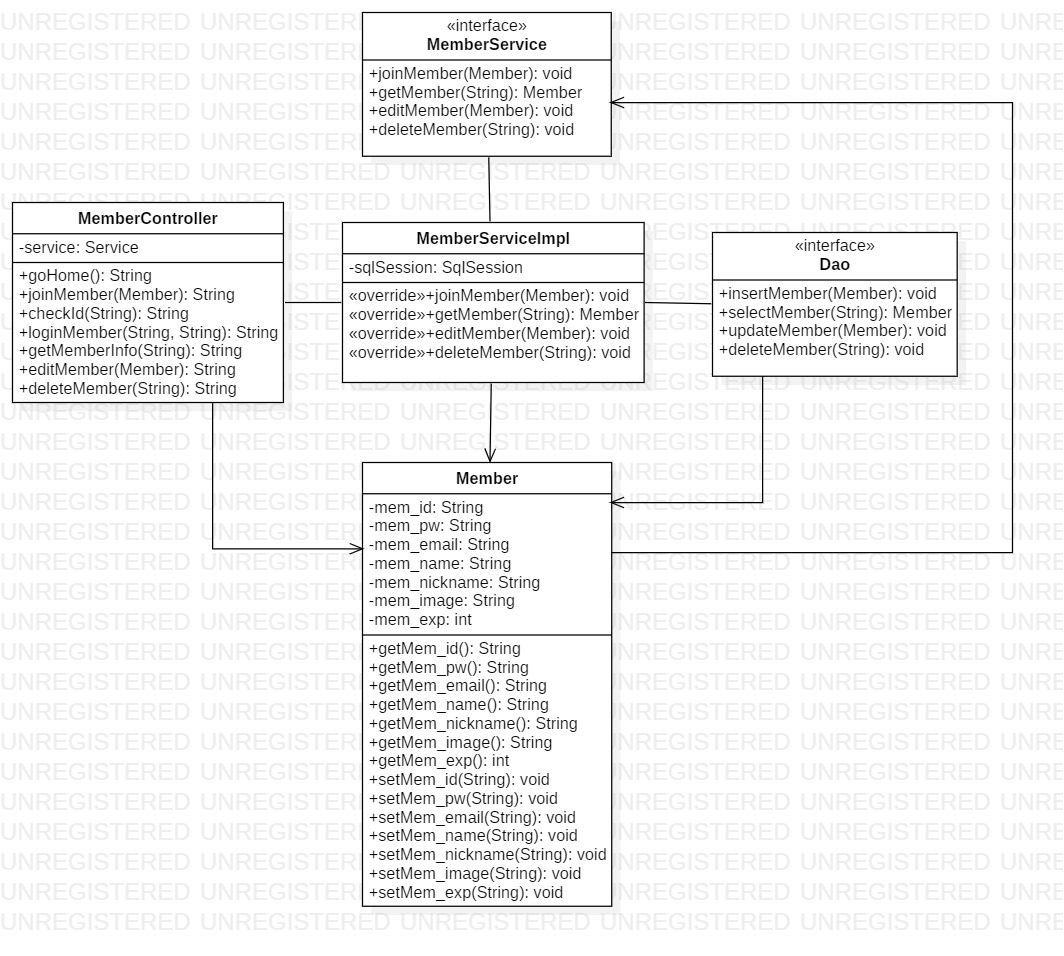 «interface»
MemberService
+joinMember(Member): void
+getMember(String): Member
+editMember(Member): void
+deleteMember(String): void
MemberController
-service: Service
+goHome(): String
+joinMember(Member): String
+checkId(String): String
+loginMember(String, String): String
+getMemberInfo(String): String
+editMember(Member): String
+deleteMember(String): String
MemberServiceImpl
-sqlSession: SqlSession
«override»+joinMember(Member): void
«override»+getMember(String): Member
«override»+editMember(Member): void
«override»+deleteMember(String): void
«interface»
Dao
+insertMember(Member): void
+selectMember(String): Member
+updateMember(Member): void
+deleteMember(String): void
Member
-mem_id: String
-mem_pw: String
-mem_email: String
-mem_name: String
-mem_nickname: String
-mem_image: String
-mem_exp: int
+getMem_id(): String
+getMem_pw(): String
+getMem_email(): String
+getMem_name(): String
+getMem_nickname(): String
+getMem_image(): String
+getMem_exp(): int
+setMem_id(String): void
+setMem_pw(String): void
+setMem_email(String): void
+setMem_name(String): void
+setMem_nickname(String): void
+setMem_image(String): void
+setMem_exp(String): void
UNREGISTERED